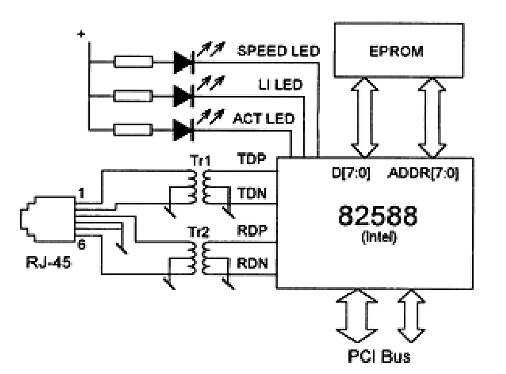 +
SPEED LED
EPROM
LI LED
ACT LED
Tr1
TDP
D[7:0] ADDR[7:0]
1
TDN
82588
(Intel)
Tr2
RDP
6
RJ-45
RDN
PCI Bus